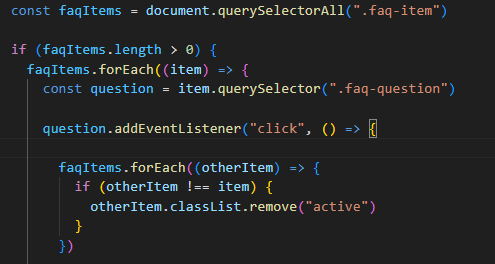 const faqItems = document.querySelectorAll(".faq-item")
if (faqItems.length > 0) {
faqItems.forEach((item) => {
const question = item.querySelector(".faq-question")
question.addEventListener("click", () => {
faqItems.forEach((otherItem) => {
if (otherItem !== item) {
otherItem.classList.remove("active")
}
})